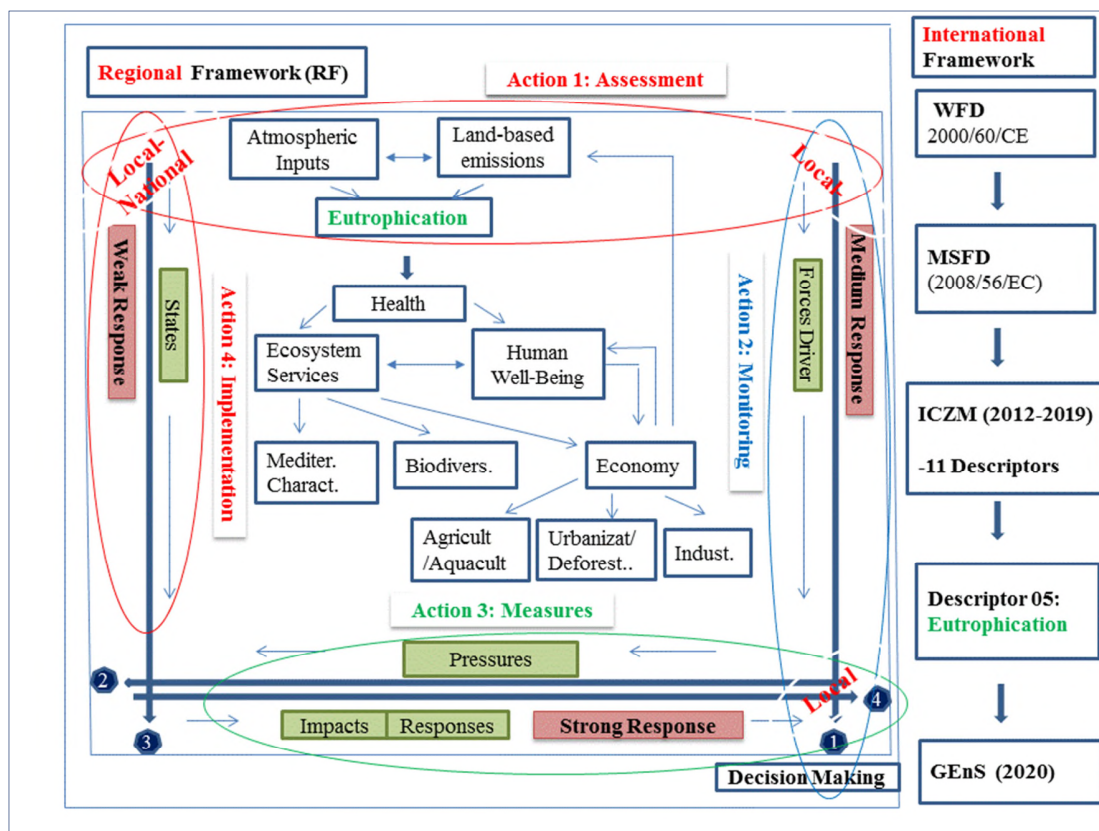 Regional Framework (RF)
Action 1: Assessment
International
Framework
WFD
2000/60/CE
MSFD
(2008/56/EC)
ICZM (2012-2019)
-11 Descriptors
Descriptor 05:
Eutrophication
GEnS (2020)
Local-
National
Local-
Atmospheric
Inputs
Land-based
emissions
Eutrophication
Health
Ecosystem
Services
Human
Well-Being
Mediter.
Charact.
Biodivers.
Economy
Agricult
/Aquacult
Urbanizat/
Deforest..
Indust.
Weak Response
States
Action 4: Implementation
Action 2: Monitoring
Forces Driver
Medium Response
Action 3: Measures
Pressures
2
Local
4
Impacts
Responses
Strong Response
3
1
Decision Making